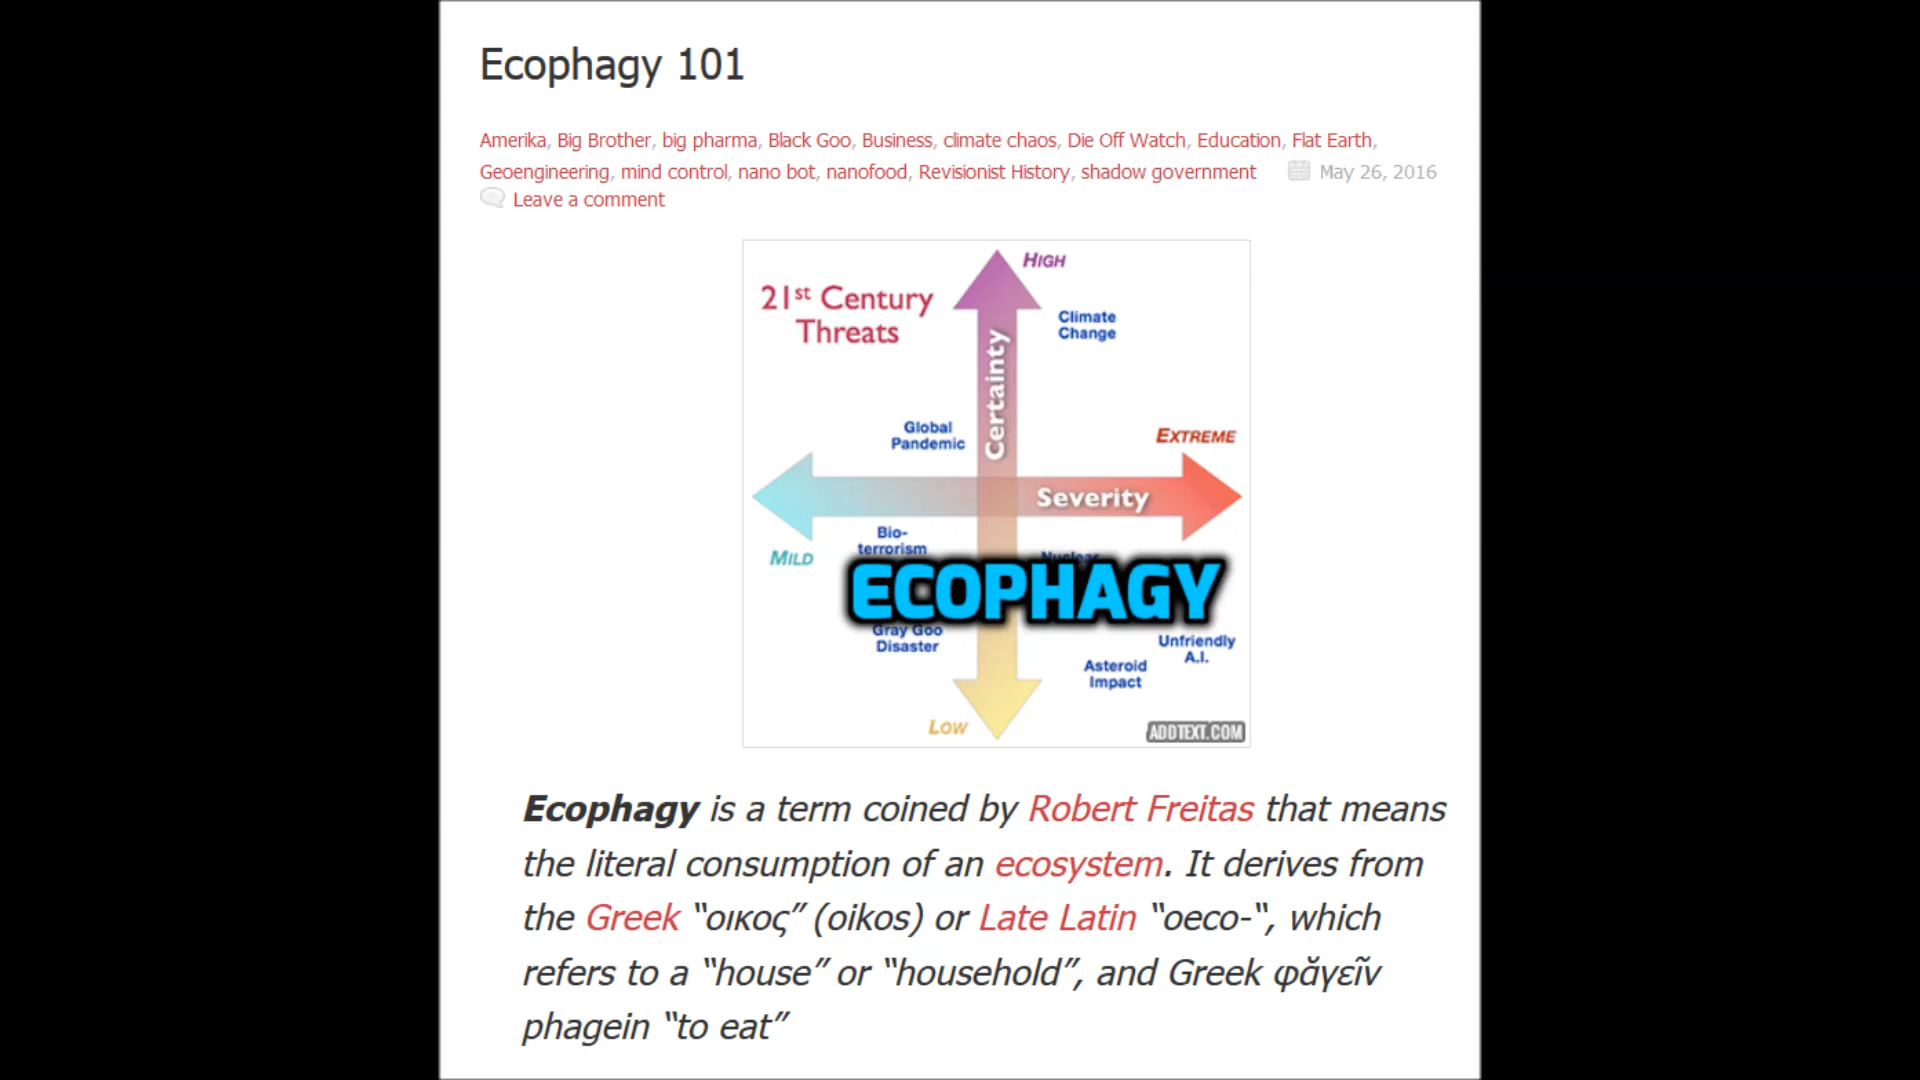 Ecophagy 101
Amerika, Big Brother, big pharma, Black Goo, Business, climate chaos, Die Off Watch, Education, Flat Earth,
Geoengineering, mind control, nano bot, nanofood, Revisionist History, shadow government May 26, 2016
Leave a comment
HIGH
21st Century
Threats
Climate
Change
Certainty
Global
Pandemic
EXTREME
Severity
Bio-
terrorism
MILD
Nuclear
ECOPHAGY
Gray Goo
Disaster
Unfriendly
A.I.
Asteroid
Impact
LOW
ADDTEXT.COM
Ecophagy is a term coined by Robert Freitas that means
the literal consumption of an ecosystem. It derives from
the Greek “οικος” (oikos) or Late Latin “oeco-“, which
refers to a “house” or “household”, and Greek φᾰγεῖν
phagein “to eat”